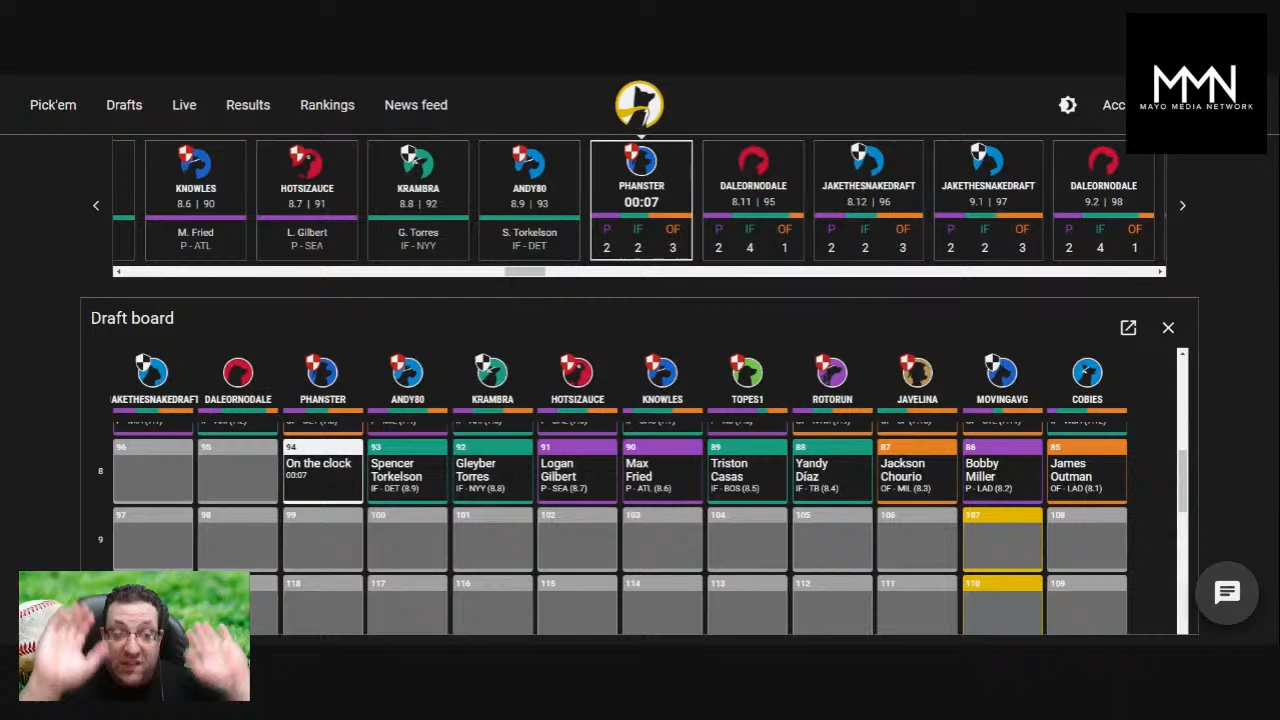 Pick'em Drafts Live Results Rankings News feed
Acc
MMN
MAYO MEDIA NETWORK
KNOWLES HOTSIZAUCE KRAMBRA ANDY80 PHANSTER DALEORNODALE JAKETHESNAKEDRAFT JAKETHESNAKEDRAFT DALEORNODALE
8.6 | 90 8.7 | 91 8.8 | 92 8.9 | 93 00:07 8.11 | 95 8.12 | 96 9.1 | 97 9.2 | 98
M. Fried L. Gilbert G. Torres S. Torkelson P IF OF P IF OF P IF OF P IF OF P IF OF
P - ATL P - SEA IF - NYY IF - DET 2 2 3 2 4 1 2 2 3 2 2 3 2 4 1
Draft board
AKETHESNAKEDRAFT DALEORNODALE PHANSTER ANDY80 KRAMBRA HOTSIZAUCE KNOWLES TOPES1 ROTORUN JAVELINA MOVINGAVG COBIES
96 95 94 93 92 91 90 89 88 87 86 85
8 On the clock Spencer Gleyber Logan Max Triston Yandy Jackson Bobby James
00:07 Torkelson Torres Gilbert Fried Casas Díaz Chourio Miller Outman
IF - DET (8.9) IF - NYY (8.8) P - SEA (8.7) P - ATL (8.6) IF - BOS (8.5) IF - TB (8.4) OF - MIL (8.3) P - LAD (8.2) OF - LAD (8.1)
97 98 99 100 101 102 103 104 105 106 107 108
9
118 117 116 115 114 113 112 111 110 109